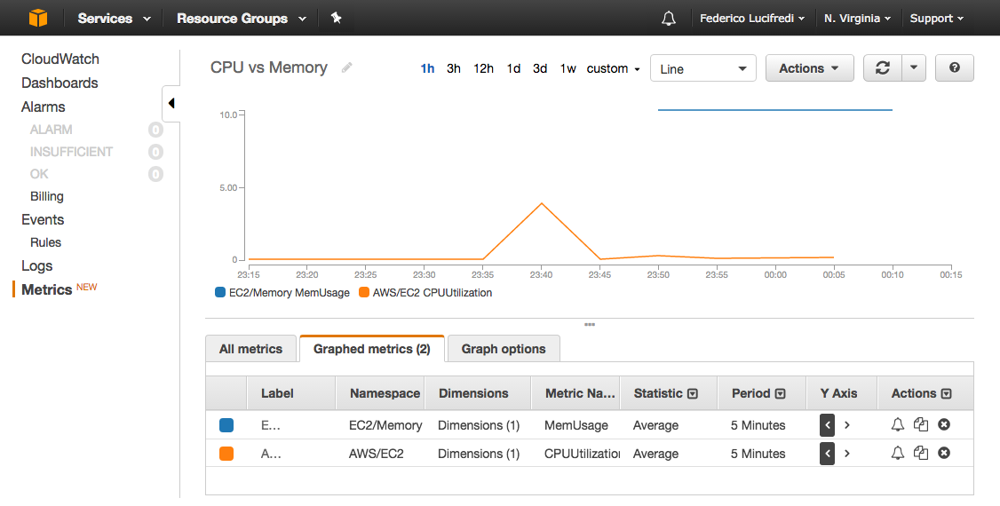 Services Resource Groups Federico Lucifredi N. Virginia Support
CloudWatch
Dashboards
Alarms
ALARM 0
INSUFFICIENT 0
OK 0
Billing
Events
Rules
Logs
Metrics NEW
CPU vs Memory 1h 3h 12h 1d 3d 1w custom Line Actions ?
10.0
5.00
0
23:15 23:20 23:25 23:30 23:35 23:40 23:45 23:50 23:55 00:00 00:05 00:10 00:15
EC2/Memory MemUsage AWS/EC2 CPUUtilization
All metrics Graphed metrics (2) Graph options
Label Namespace Dimensions Metric Na... Statistic Period Y Axis Actions
E... EC2/Memory Dimensions (1) MemUsage Average 5 Minutes < >
A... AWS/EC2 Dimensions (1) CPUUtilization Average 5 Minutes < >